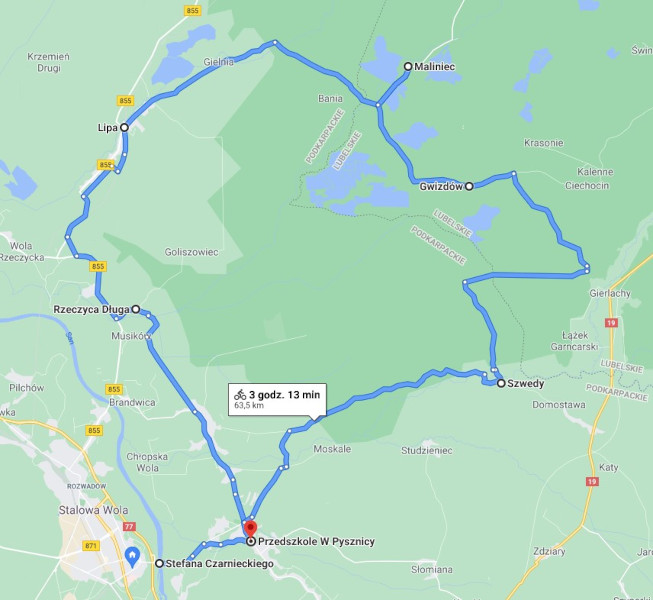 855
Krzemień
Drugi
Gielnia
Maliniec
Świn
Bania
855
Lipa
PODKARPACKIE
LUBELSKIE
Krasonie
855
Kalenne
Ciechocin
Gwizdów
LUBELSKIE
PODKARPACKIE
Wola
Rzeczycka
Goliszowiec
855
Gierlachy
Rzeczyca Długa
19
San
Musików
Łążek
Garncarski
LUBELSKIE
PODKARPACKIE
Pilchów
855
Szwedy
3 godz. 13 min
63,5 km
Brandwica
Domostawa
855
Moskale
Studzieniec
Chłopska
Wola
Katy
ROZWADÓW
19
Stalowa Wola
77
Przedszkole W Pysznicy
871
Zdziary
Stefana Czarnieckiego
Słomiana